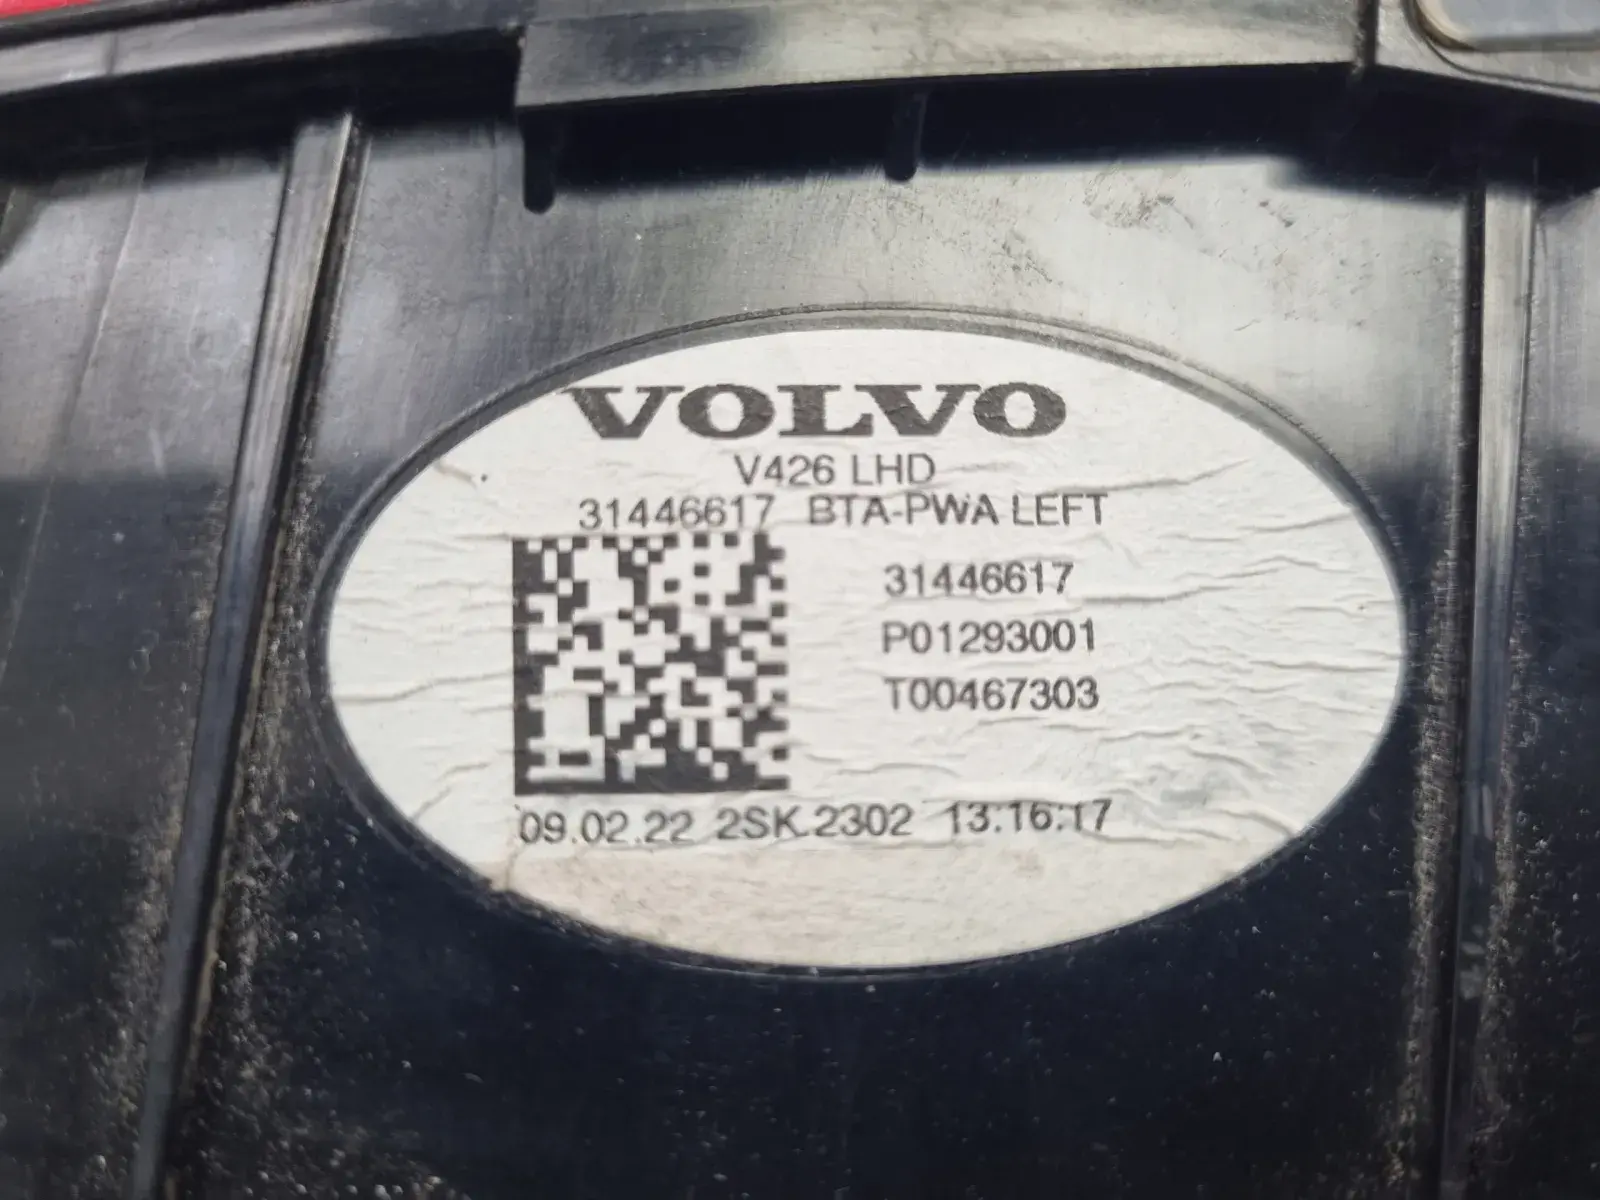 VOLVO
V426 LHD
31446617 BTA-PWA LEFT
31446617
P01293001
T00467303
09.02.22 2SK.2302 13:16:17